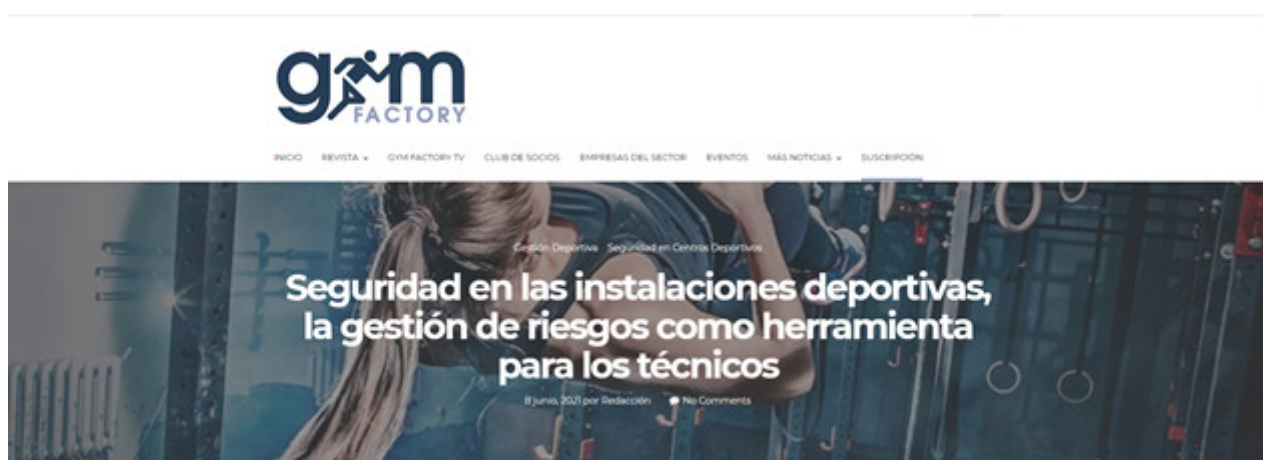 gym
FACTORY
INICIO REVISTA GYM FACTORY TV CLUB DE SOCIOS EMPRESAS DEL SECTOR EVENTOS MÁS NOTICIAS SUSCRIPCIÓN
Gestión Deportiva Seguridad en Centros Deportivos
Seguridad en las instalaciones deportivas,
la gestión de riesgos como herramienta
para los técnicos
8 junio, 2021 por Redacción No Comments